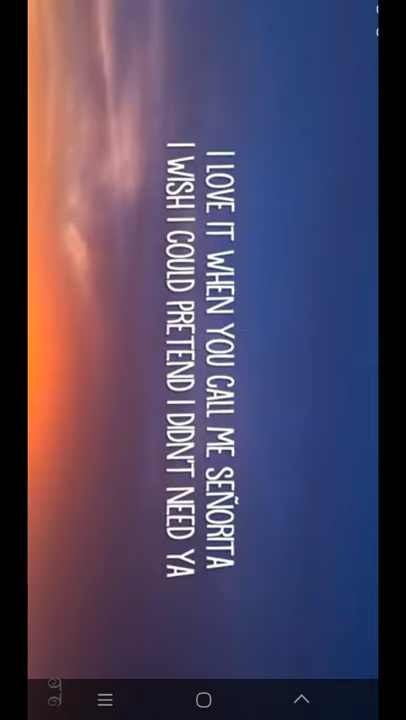 I LOVE IT WHEN YOU CALL ME SEÑORITA
I WISH I COULD PRETEND I DIDN'T NEED YA